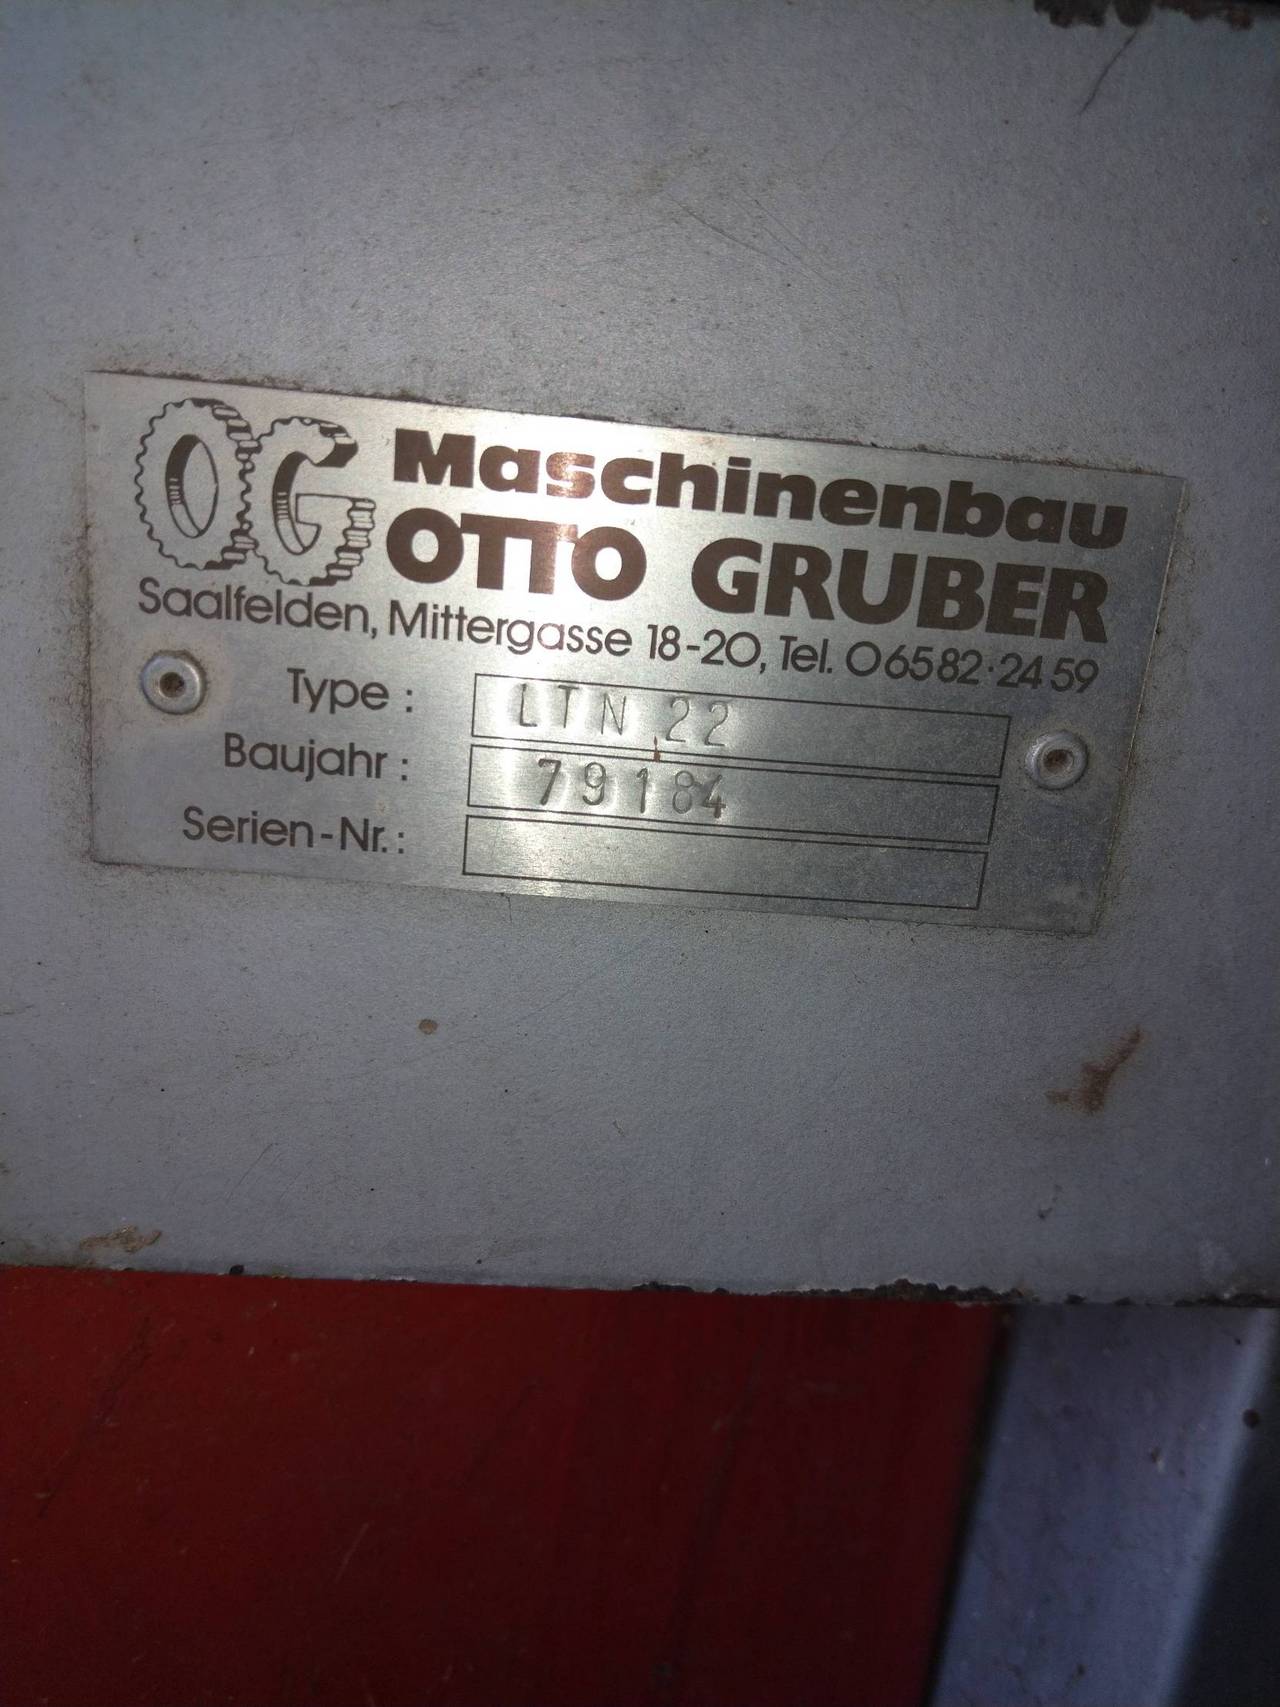 OG Maschinenbau
OTTO GRUBER
Saalfelden, Mittergasse 18-20, Tel. 06582·2459
Type: LTN 22
Baujahr: 79184
Serien-Nr.: